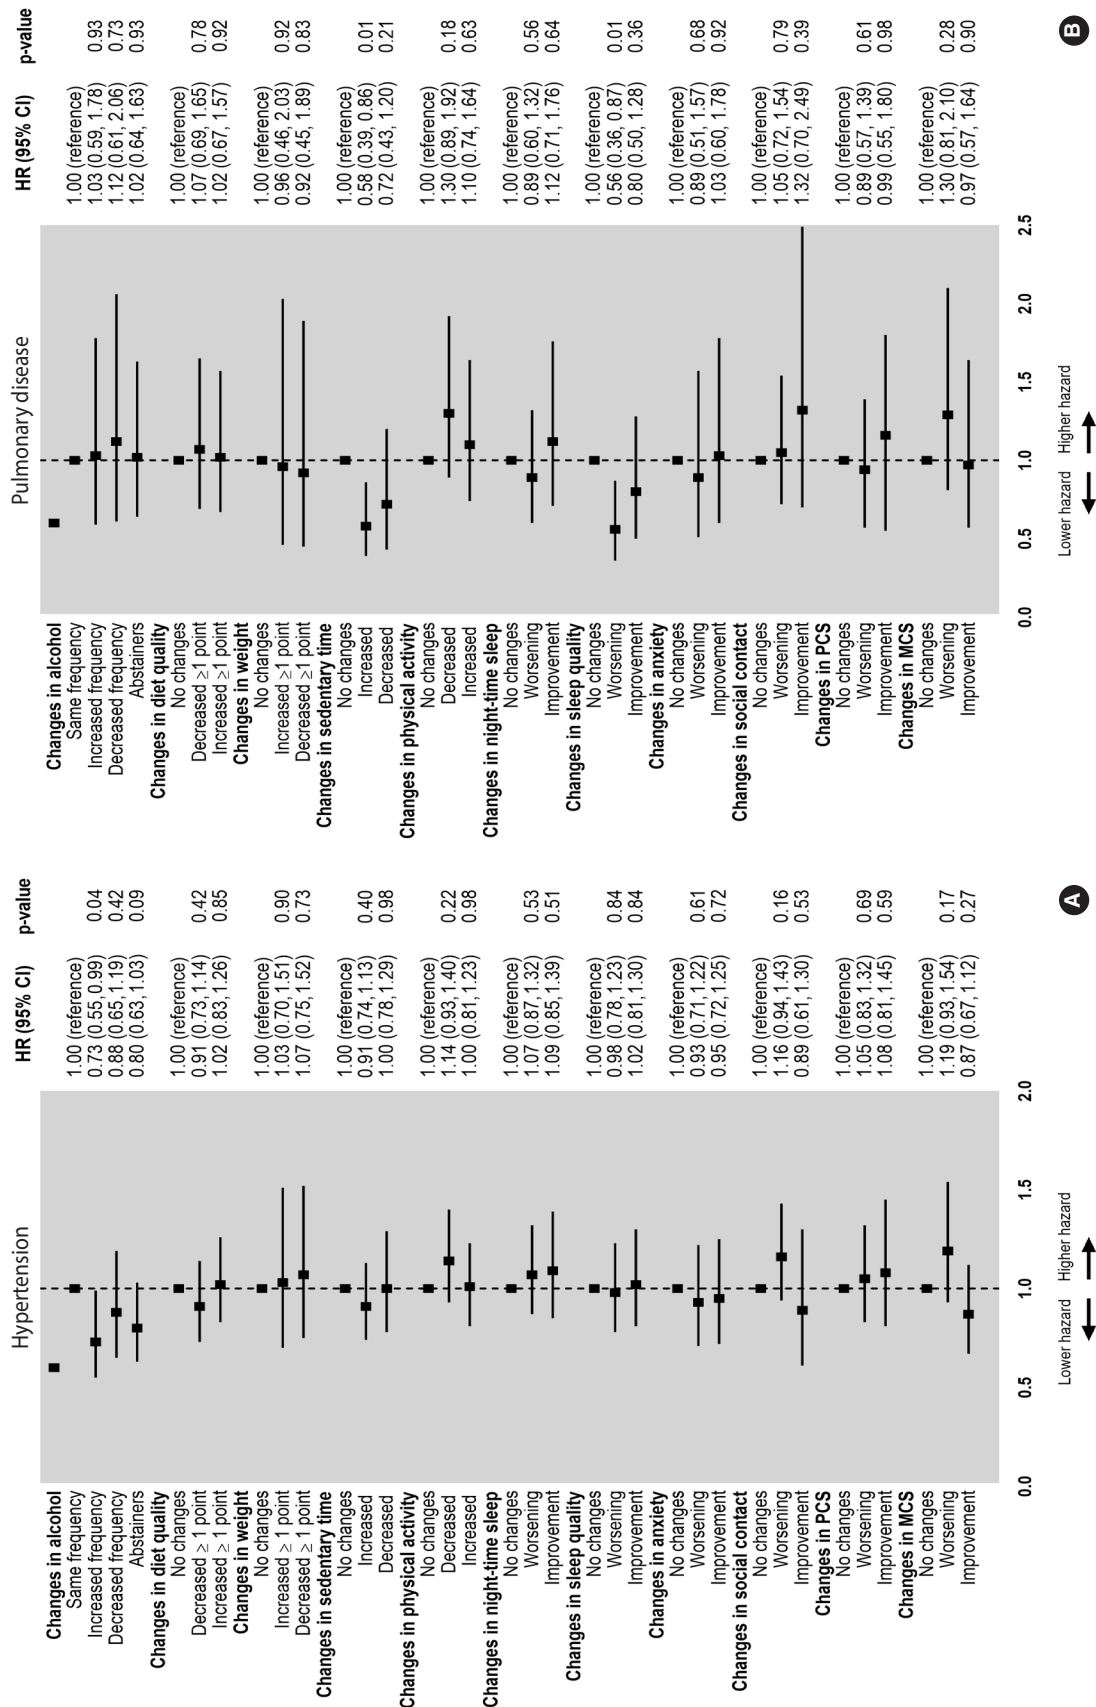 Hypertension
HR (95% CI) p-value
Changes in alcohol
Same frequency 1.00 (reference)
Increased frequency 0.73 (0.55, 0.99) 0.04
Decreased frequency 0.88 (0.65, 1.19) 0.42
Abstainers 0.80 (0.63, 1.03) 0.09
Changes in diet quality
No changes 1.00 (reference)
Decreased ≥ 1 point 0.91 (0.73, 1.14) 0.42
Increased ≥ 1 point 1.02 (0.83, 1.26) 0.85
Changes in weight
No changes 1.00 (reference)
Increased ≥ 1 point 1.03 (0.70, 1.51) 0.90
Decreased ≥ 1 point 1.07 (0.75, 1.52) 0.73
Changes in sedentary time
No changes 1.00 (reference)
Increased 0.91 (0.74, 1.13) 0.40
Decreased 1.00 (0.78, 1.29) 0.98
Changes in physical activity
No changes 1.00 (reference)
Decreased 1.14 (0.93, 1.40) 0.22
Increased 1.00 (0.81, 1.23) 0.98
Changes in night-time sleep
No changes 1.00 (reference)
Worsening 1.07 (0.87, 1.32) 0.53
Improvement 1.09 (0.85, 1.39) 0.51
Changes in sleep quality
No changes 1.00 (reference)
Worsening 0.98 (0.78, 1.23) 0.84
Improvement 1.02 (0.81, 1.30) 0.84
Changes in anxiety
No changes 1.00 (reference)
Worsening 0.93 (0.71, 1.22) 0.61
Improvement 0.95 (0.72, 1.25) 0.72
Changes in social contact
No changes 1.00 (reference)
Worsening 1.16 (0.94, 1.43) 0.16
Improvement 0.89 (0.61, 1.30) 0.53
Changes in PCS
No changes 1.00 (reference)
Worsening 1.05 (0.83, 1.32) 0.69
Improvement 1.08 (0.81, 1.45) 0.59
Changes in MCS
No changes 1.00 (reference)
Worsening 1.19 (0.93, 1.54) 0.17
Improvement 0.87 (0.67, 1.12) 0.27
0.0 0.5 1.0 1.5 2.0
Lower hazard Higher hazard
A
Pulmonary disease
HR (95% CI) p-value
Changes in alcohol
Same frequency 1.00 (reference)
Increased frequency 1.03 (0.59, 1.78) 0.93
Decreased frequency 1.12 (0.61, 2.06) 0.73
Abstainers 1.02 (0.64, 1.63) 0.93
Changes in diet quality
No changes 1.00 (reference)
Decreased ≥1 point 1.07 (0.69, 1.65) 0.78
Increased ≥1 point 1.02 (0.67, 1.57) 0.92
Changes in weight
No changes 1.00 (reference)
Increased ≥1 point 0.96 (0.46, 2.03) 0.92
Decreased ≥1 point 0.92 (0.45, 1.89) 0.83
Changes in sedentary time
No changes 1.00 (reference)
Increased 0.58 (0.39, 0.86) 0.01
Decreased 0.72 (0.43, 1.20) 0.21
Changes in physical activity
No changes 1.00 (reference)
Decreased 1.30 (0.89, 1.92) 0.18
Increased 1.10 (0.74, 1.64) 0.63
Changes in night-time sleep
No changes 1.00 (reference)
Worsening 0.89 (0.60, 1.32) 0.56
Improvement 1.12 (0.71, 1.76) 0.64
Changes in sleep quality
No changes 1.00 (reference)
Worsening 0.56 (0.36, 0.87) 0.01
Improvement 0.80 (0.50, 1.28) 0.36
Changes in anxiety
No changes 1.00 (reference)
Worsening 0.89 (0.51, 1.57) 0.68
Improvement 1.03 (0.60, 1.78) 0.92
Changes in social contact
No changes 1.00 (reference)
Worsening 1.05 (0.72, 1.54) 0.79
Improvement 1.32 (0.70, 2.49) 0.39
Changes in PCS
No changes 1.00 (reference)
Worsening 0.89 (0.57, 1.39) 0.61
Improvement 0.99 (0.55, 1.80) 0.98
Changes in MCS
No changes 1.00 (reference)
Worsening 1.30 (0.81, 2.10) 0.28
Improvement 0.97 (0.57, 1.64) 0.90
0.0 0.5 1.0 1.5 2.0 2.5
Lower hazard Higher hazard
B